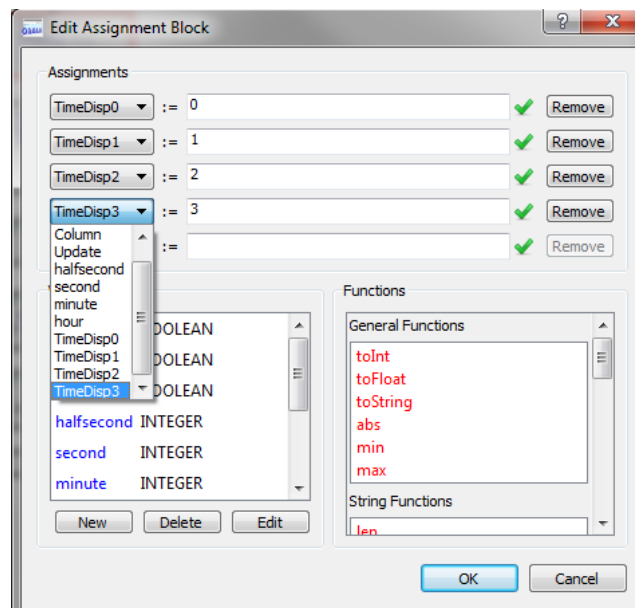 Edit Assignment Block
Assignments
TimeDisp0 := 0 Remove
TimeDisp1 := 1 Remove
TimeDisp2 := 2 Remove
TimeDisp3 := 3 Remove
:= Remove
Column
Update
halfsecond
second
minute
hour
TimeDisp0
TimeDisp1
TimeDisp2
TimeDisp3
OOLEAN
OOLEAN
OOLEAN
halfsecond INTEGER
second INTEGER
minute INTEGER
New Delete Edit
Functions
General Functions
toInt
toFloat
toString
abs
min
max
String Functions
len
OK Cancel